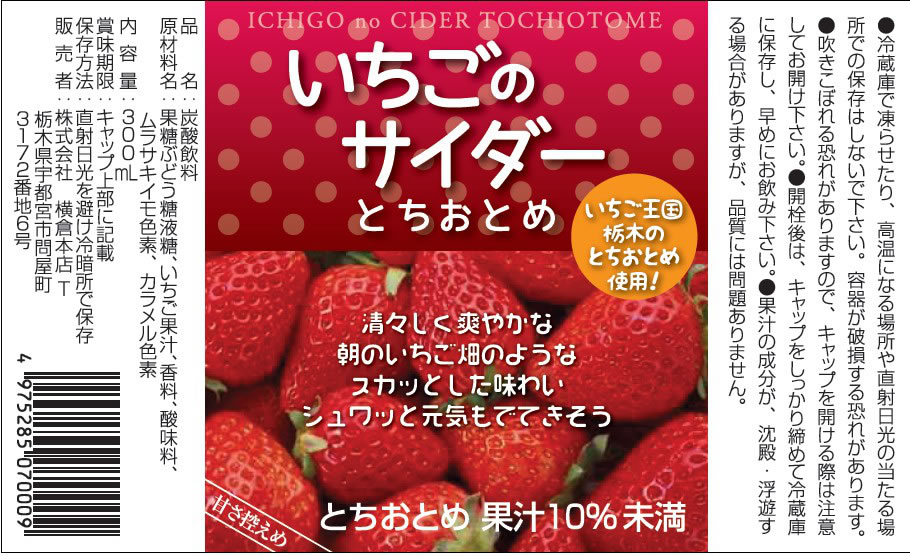 品名：炭酸飲料
原材料名：果糖ぶどう糖液糖、いちご果汁、香料、酸味料、
ムラサキイモ色素、カラメル色素
内容量：300mL
賞味期限：キャップ上部に記載
保存方法：直射日光を避け冷暗所で保存
販売者：株式会社 横倉本店 T
栃木県宇都宮市問屋町
3172番地6号
4 975285 070009
ICHIGO no CIDER TOCHIOTOME
いちごの
サイダー
とちおとめ
いちご王国
栃木の
とちおとめ
使用!
清々しく爽やかな
朝のいちご畑のような
スカッとした味わい
シュワッと元気もでてきそう
甘さ控えめ
とちおとめ 果汁10%未満
●冷蔵庫で凍らせたり、高温になる場所や直射日光の当たる場
所での保存はしないで下さい。容器が破損する恐れがあります。
●吹きこぼれる恐れがありますので、キャップを開ける際は注意
してお開け下さい。●開栓後は、キャップをしっかり締めて冷蔵庫
に保存し、早めにお飲み下さい。●果汁の成分が、沈殿・浮遊す
る場合がありますが、品質には問題ありません。